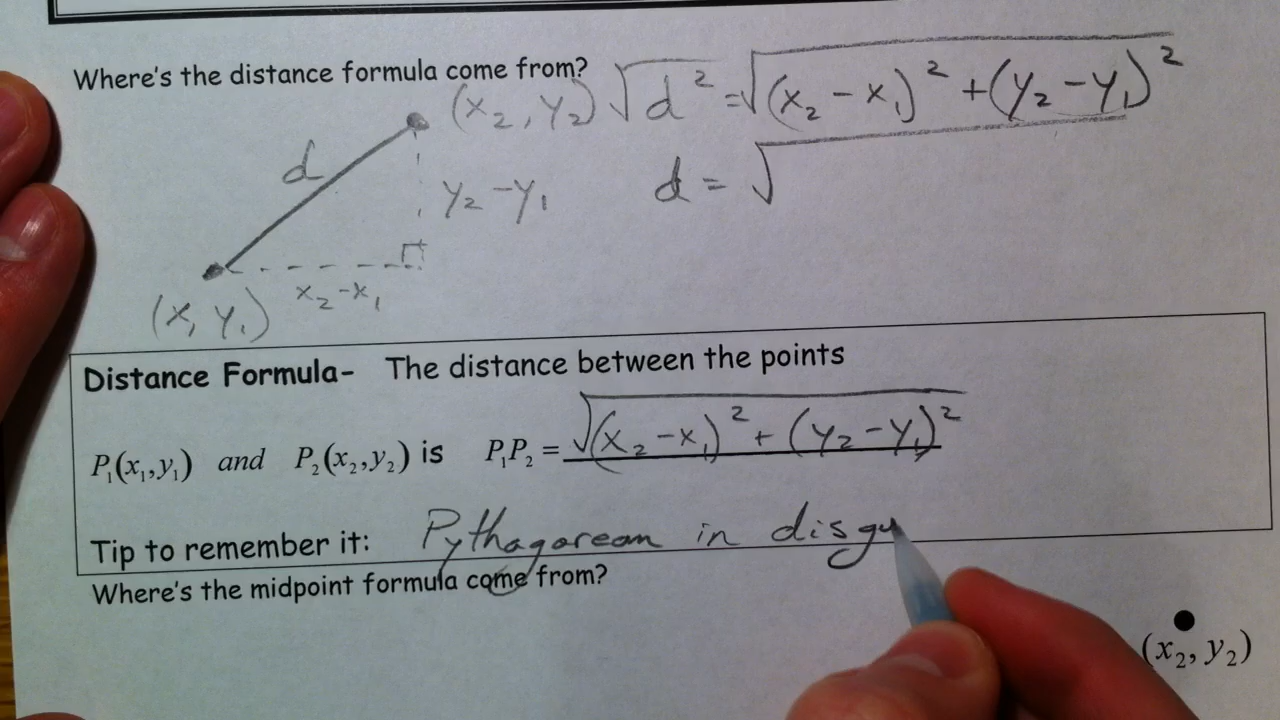 Where's the distance formula come from?
(x₂, y₂) √d² = √(x₂ - x₁)² + (y₂ - y₁)²
d
y₂ - y₁
d = √
x₂ - x₁
(x, y₁)
Distance Formula- The distance between the points
P₁(x₁,y₁) and P₂(x₂,y₂) is P₁P₂ = √(x₂ - x₁)² + (y₂ - y₁)²
Tip to remember it: Pythagorean in disgu
Where's the midpoint formula come from?
(x₂, y₂)